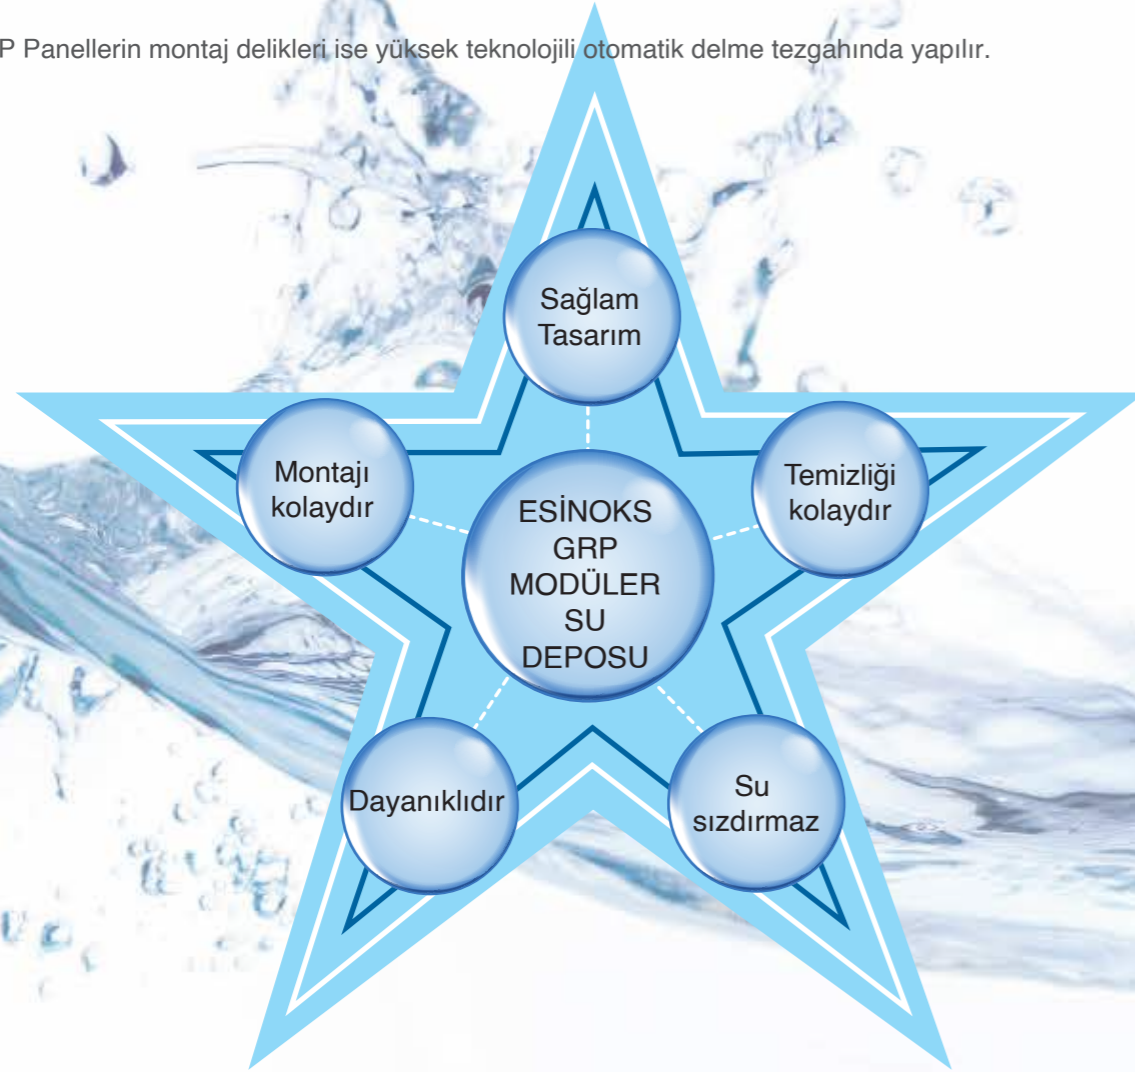 P Panellerin montaj delikleri ise yüksek teknolojili otomatik delme tezgahında yapılır.
Sağlam
Tasarım
Montajı
kolaydır
Temizliği
kolaydır
ESİNOKS
GRP
MODÜLER
SU
DEPOSU
Dayanıklıdır
Su
sızdırmaz